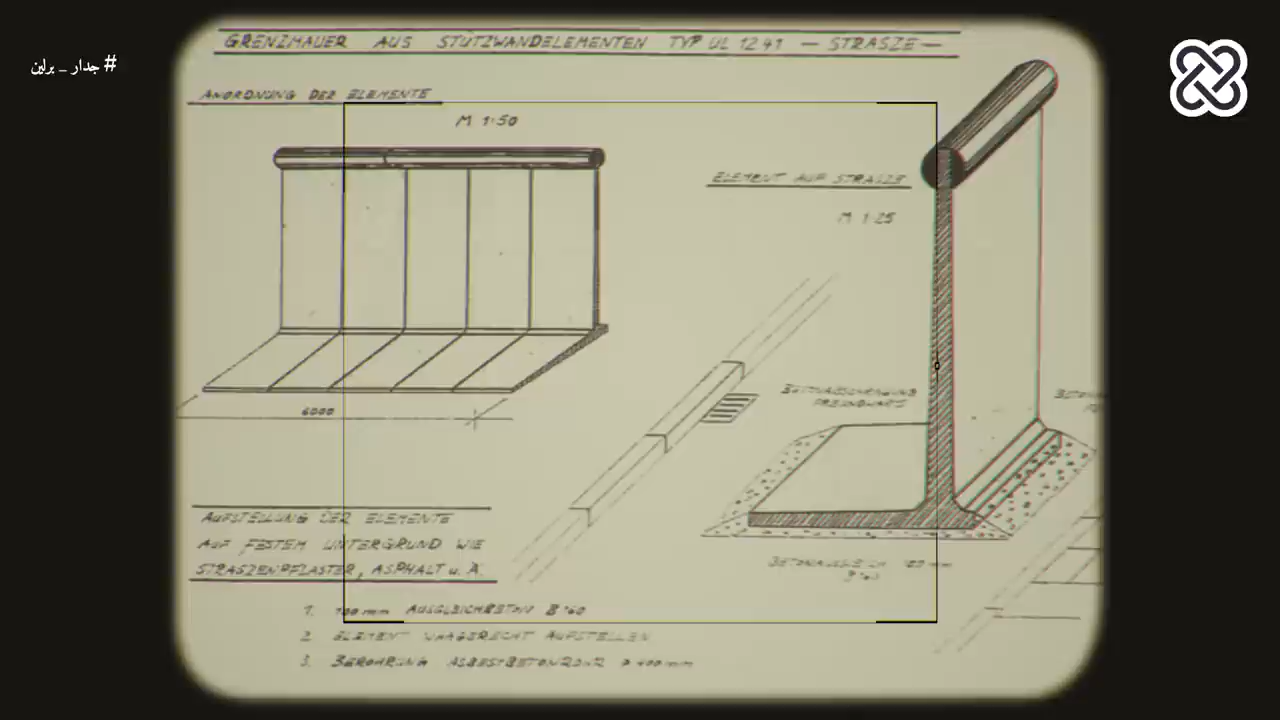 GRENZMAUER AUS STÜTZWANDELEMENTEN TYP UL 12 41 — STRASZE —
#جدار_برلين
ANORDNUNG DER ELEMENTE
M 1:50
ELEMENT AUF STRASZE
M 1:25
6000
AUFSTELLUNG DER ELEMENTE
AUF FESTEM UNTERGRUND WIE
STRASZENPFLASTER, ASPHALT u. Ä.
1. 100 mm AUSGLEICHBETON B 160
2. ELEMENT WAAGERECHT AUFSTELLEN
3. BEROHRUNG ASBESTBETONROHR